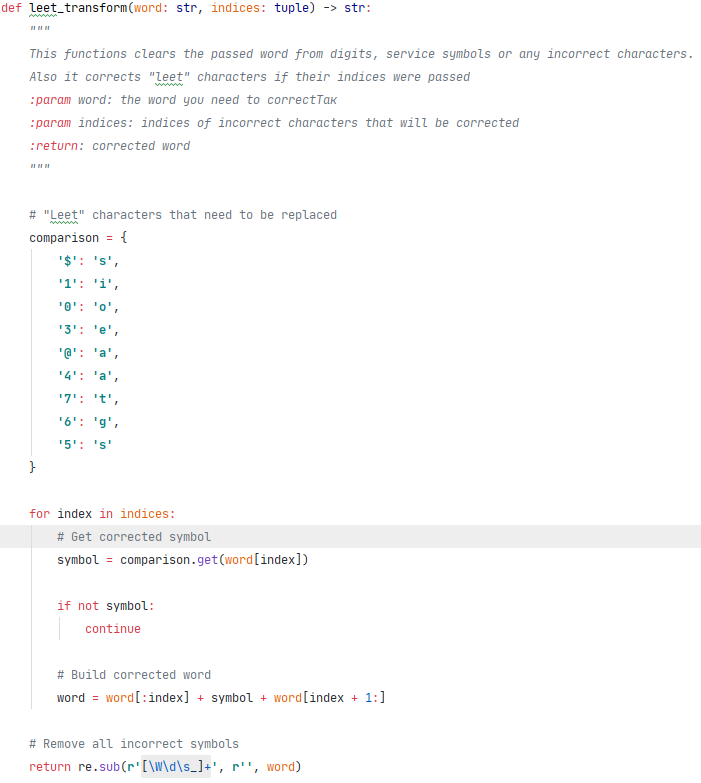 def leet_transform(word: str, indices: tuple) -> str:
    """
    This functions clears the passed word from digits, service symbols or any incorrect characters.
    Also it corrects "leet" characters if their indices were passed
    :param word: the word you need to correctТак
    :param indices: indices of incorrect characters that will be corrected
    :return: corrected word
    """

    # "Leet" characters that need to be replaced
    comparison = {
        '$': 's',
        '1': 'i',
        '0': 'o',
        '3': 'e',
        '@': 'a',
        '4': 'a',
        '7': 't',
        '6': 'g',
        '5': 's'
    }

    for index in indices:
        # Get corrected symbol
        symbol = comparison.get(word[index])

        if not symbol:
            continue

        # Build corrected word
        word = word[:index] + symbol + word[index + 1:]

    # Remove all incorrect symbols
    return re.sub(r'[\W\d\s_]+', r'', word)